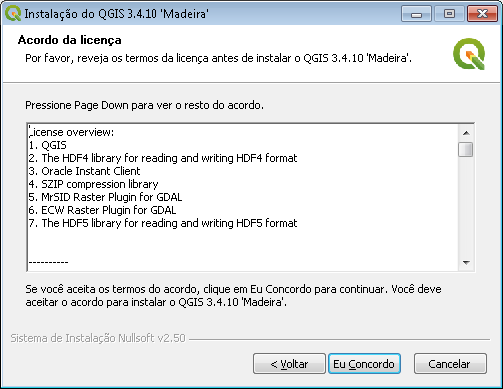 Instalação do QGIS 3.4.10 'Madeira'
Acordo da licença
Por favor, reveja os termos da licença antes de instalar o QGIS 3.4.10 'Madeira'.
Pressione Page Down para ver o resto do acordo.
License overview:
1. QGIS
2. The HDF4 library for reading and writing HDF4 format
3. Oracle Instant Client
4. SZIP compression library
5. MrSID Raster Plugin for GDAL
6. ECW Raster Plugin for GDAL
7. The HDF5 library for reading and writing HDF5 format
----------
Se você aceita os termos do acordo, clique em Eu Concordo para continuar. Você deve
aceitar o acordo para instalar o QGIS 3.4.10 'Madeira'.
Sistema de Instalação Nullsoft v2.50
< Voltar
Eu Concordo
Cancelar